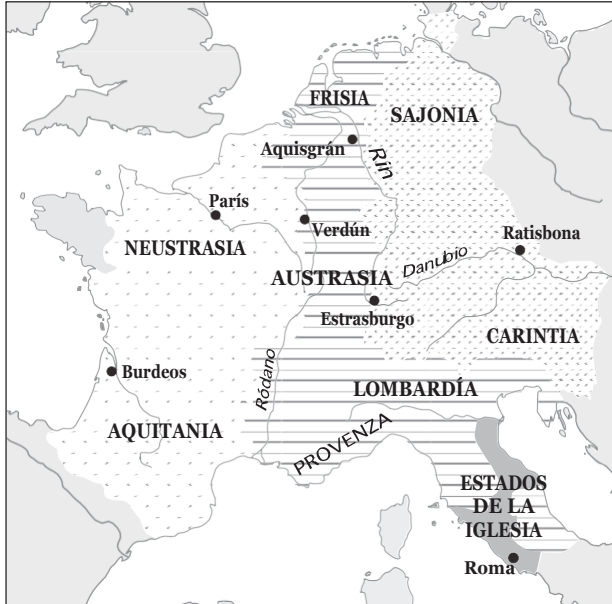 FRISIA
SAJONIA
Aquisgrán
Rin
París
Verdún
NEUSTRASIA
Ratisbona
Danubio
AUSTRASIA
Estrasburgo
CARINTIA
Ródano
Burdeos
LOMBARDÍA
AQUITANIA
PROVENZA
ESTADOS
DE LA
IGLESIA
Roma